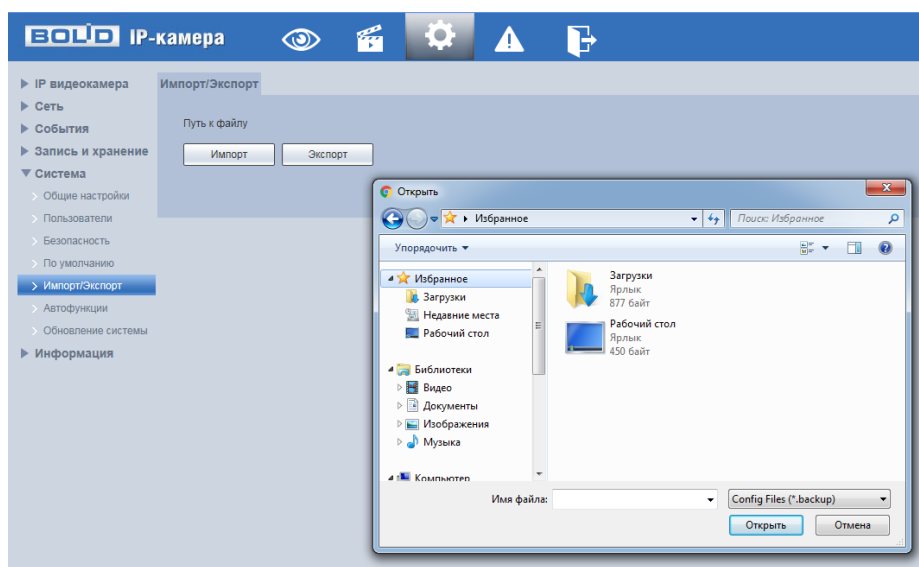 BOLID IP-камера
IP видеокамера
Сеть
События
Запись и хранение
Система
Общие настройки
Пользователи
Безопасность
По умолчанию
Импорт/Экспорт
Автофункции
Обновление системы
Информация
Импорт/Экспорт
Путь к файлу
Импорт Экспорт
Открыть
Избранное
Поиск: Избранное
Упорядочить
Избранное
Загрузки
Недавние места
Рабочий стол
Библиотеки
Видео
Документы
Изображения
Музыка
Компьютер
Загрузки
Ярлык
877 байт
Рабочий стол
Ярлык
450 байт
Имя файла:
Config Files (*.backup)
Открыть Отмена